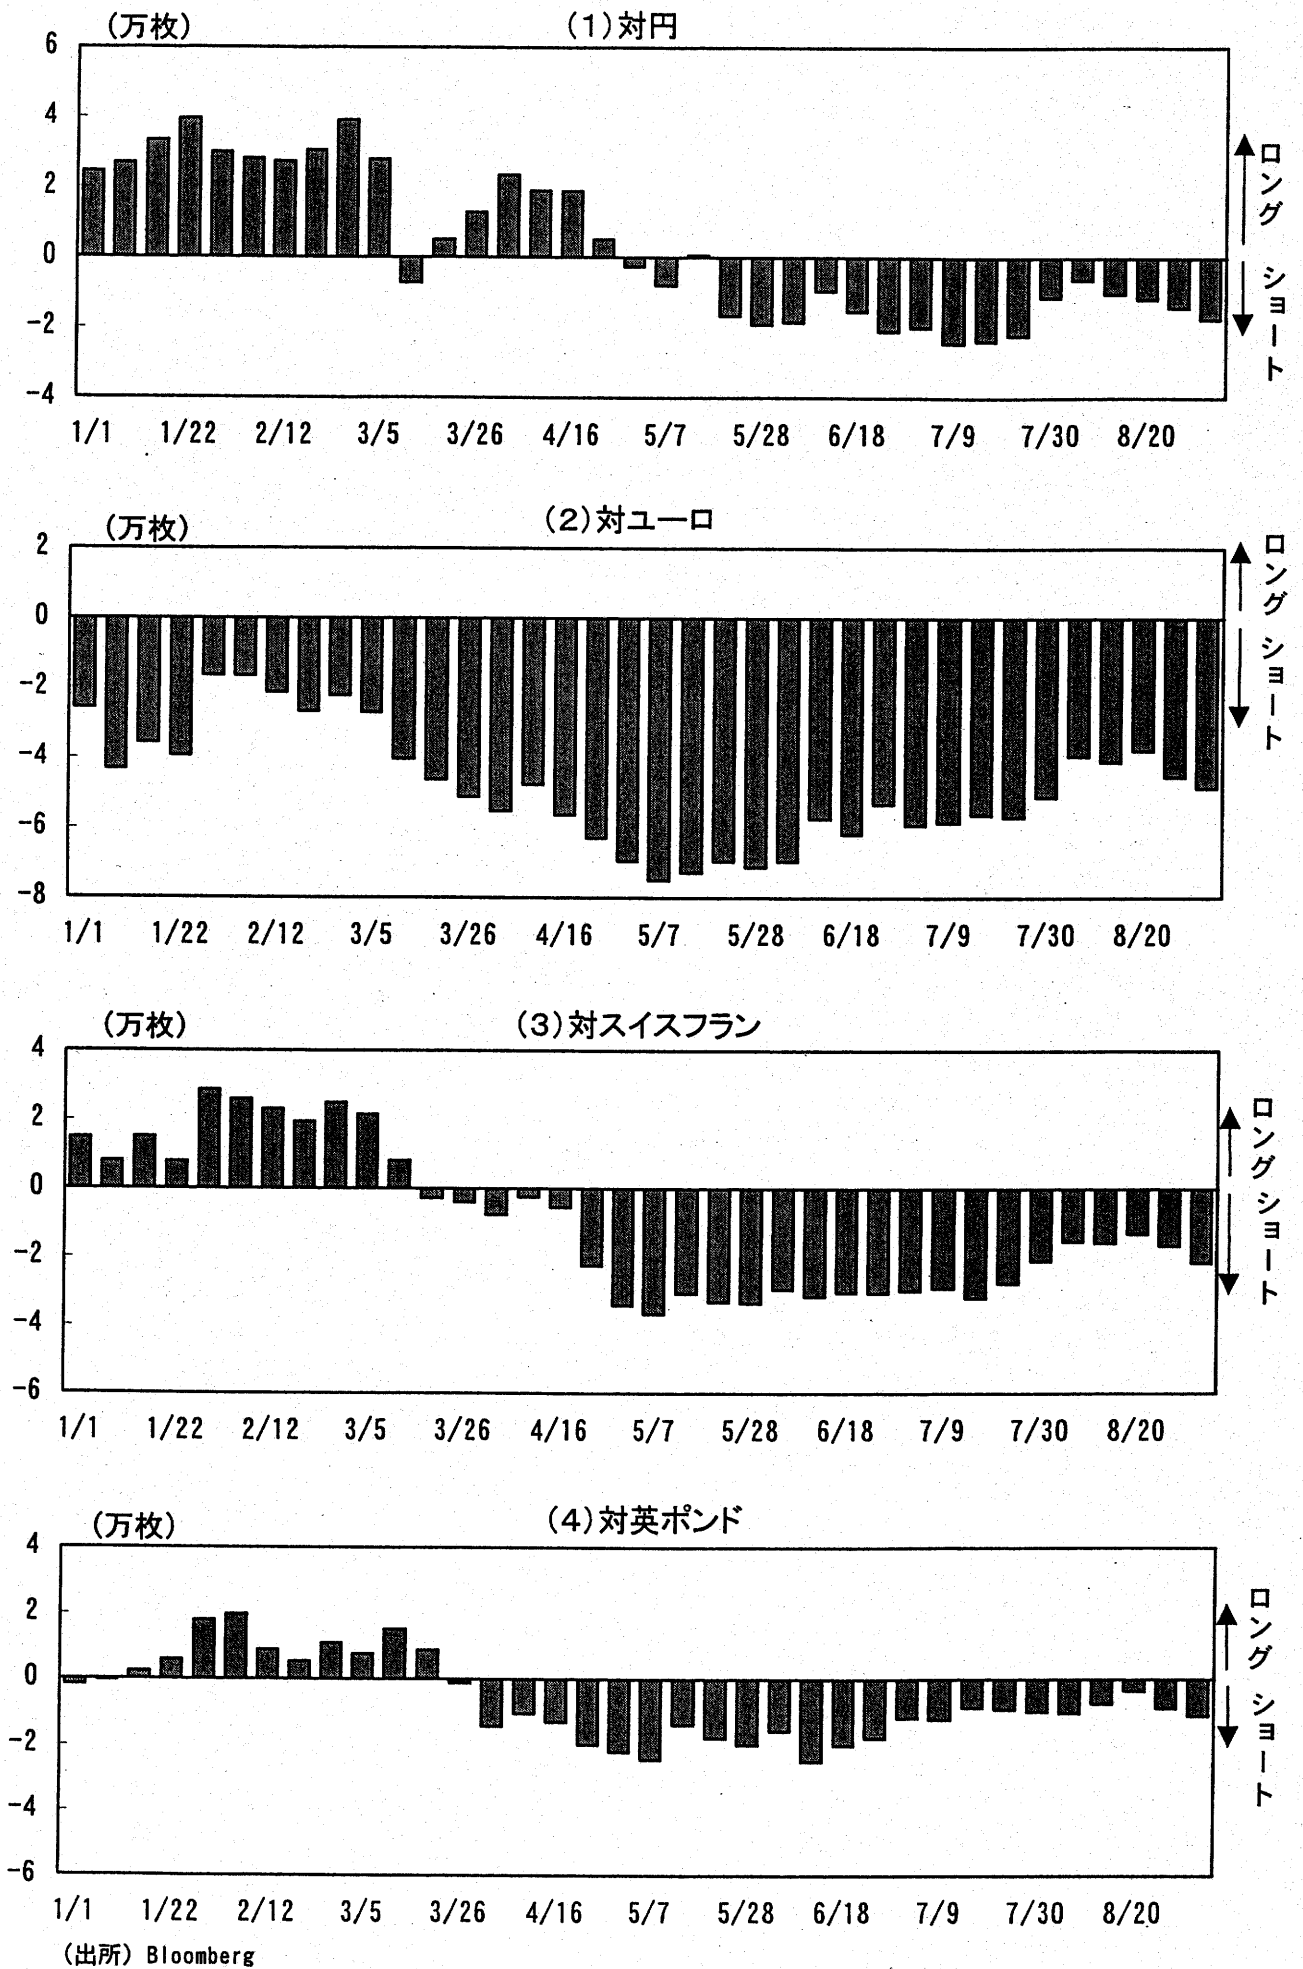 (万枚)
(1)対円
6
4
2
0
-2
-4
ロング
ショート
1/1 1/22 2/12 3/5 3/26 4/16 5/7 5/28 6/18 7/9 7/30 8/20
(万枚)
(2)対ユーロ
2
0
-2
-4
-6
-8
ロング
ショート
1/1 1/22 2/12 3/5 3/26 4/16 5/7 5/28 6/18 7/9 7/30 8/20
(万枚)
(3)対スイスフラン
4
2
0
-2
-4
-6
ロング
ショート
1/1 1/22 2/12 3/5 3/26 4/16 5/7 5/28 6/18 7/9 7/30 8/20
(万枚)
(4)対英ポンド
4
2
0
-2
-4
-6
ロング
ショート
1/1 1/22 2/12 3/5 3/26 4/16 5/7 5/28 6/18 7/9 7/30 8/20
(出所) Bloomberg